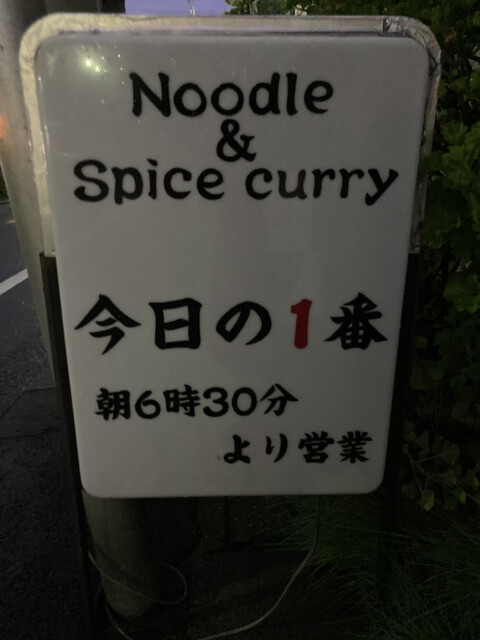 Noodle
&
Spice curry
今日の1番
朝6時30分
より営業